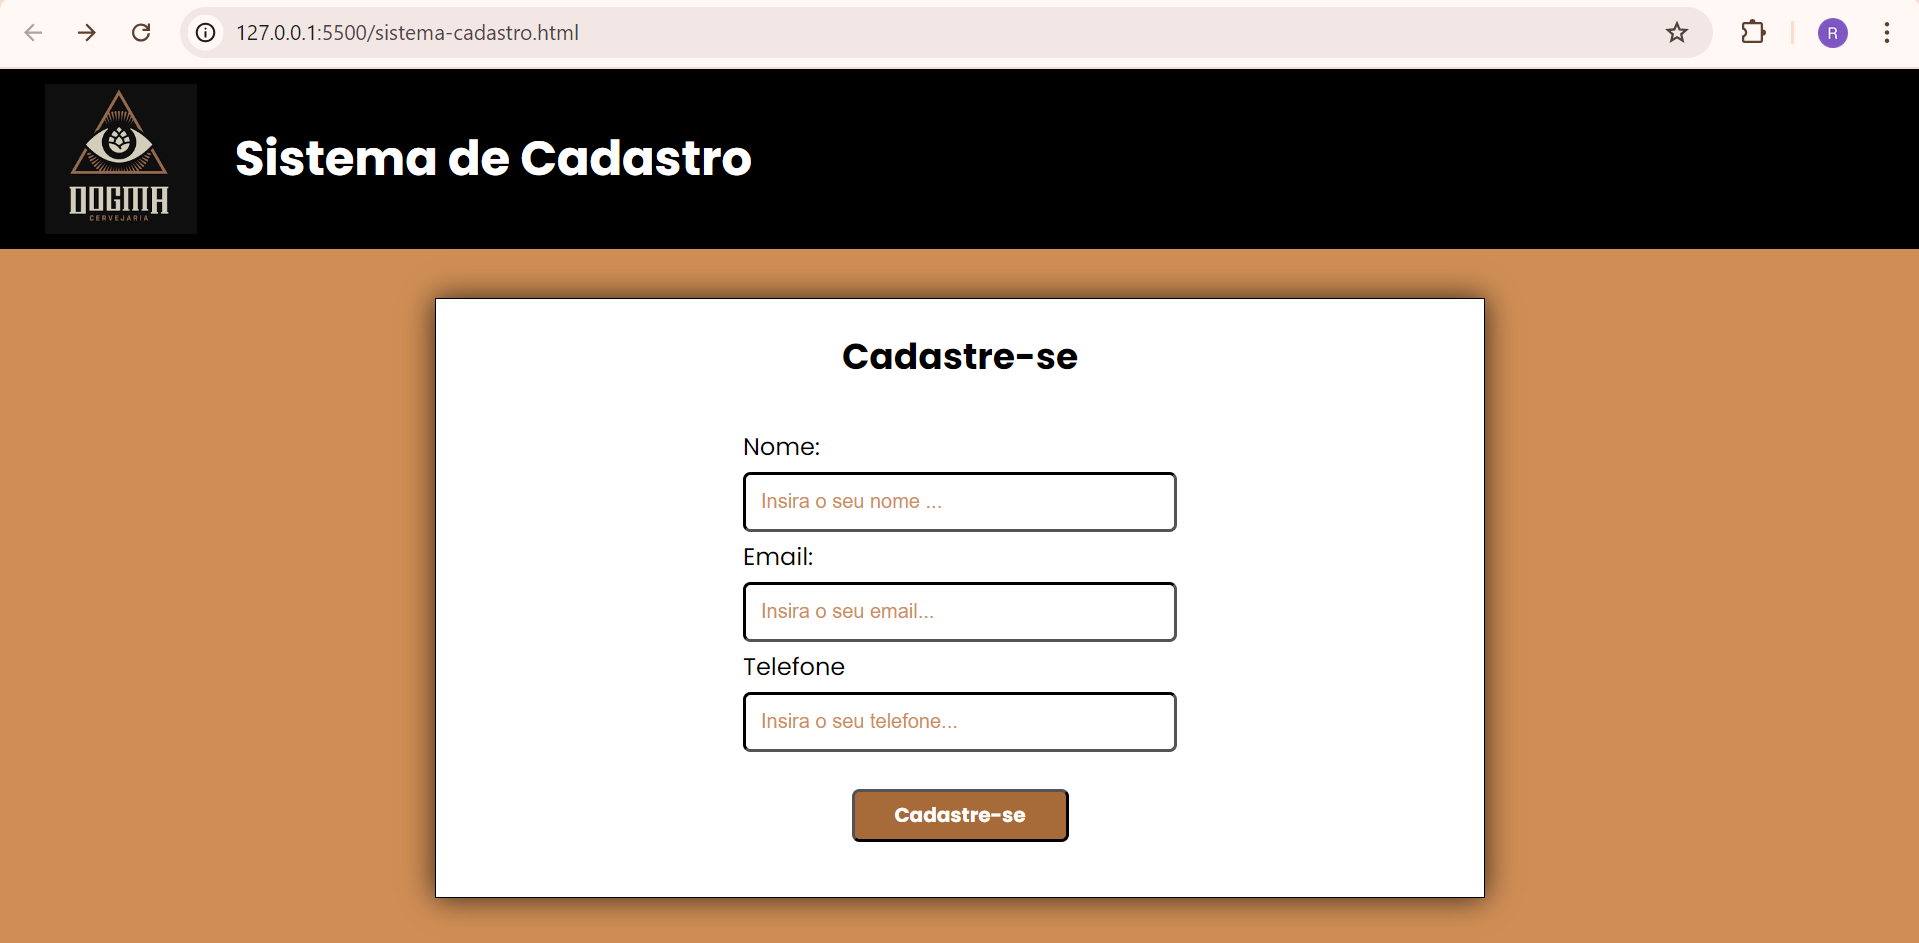 127.0.0.1:5500/sistema-cadastro.html
R
DOGMA
CERVEJARIA
Sistema de Cadastro
Cadastre-se
Nome:
Insira o seu nome ...
Email:
Insira o seu email...
Telefone
Insira o seu telefone...
Cadastre-se